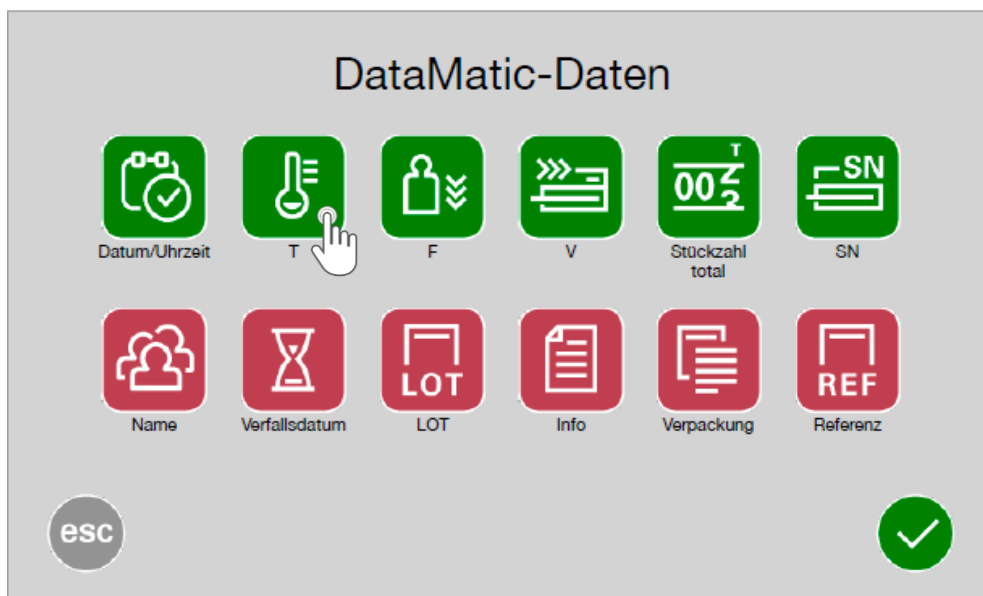 DataMatic-Daten
T
00
SN
Datum/Uhrzeit
T
F
V
Stückzahl
total
SN
LOT
REF
Name
Verfallsdatum
LOT
Info
Verpackung
Referenz
esc